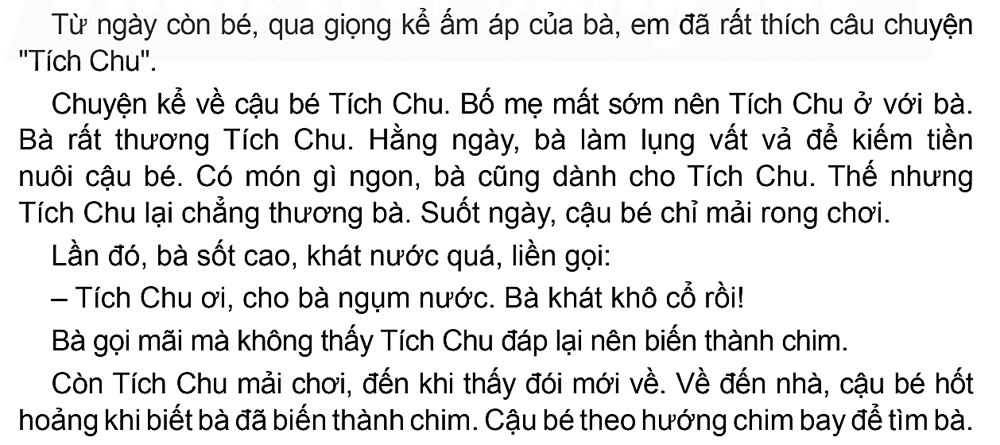 Từ ngày còn bé, qua giọng kể ấm áp của bà, em đã rất thích câu chuyện
"Tích Chu".
Chuyện kể về cậu bé Tích Chu. Bố mẹ mất sớm nên Tích Chu ở với bà.
Bà rất thương Tích Chu. Hằng ngày, bà làm lụng vất vả để kiếm tiền
nuôi cậu bé. Có món gì ngon, bà cũng dành cho Tích Chu. Thế nhưng
Tích Chu lại chẳng thương bà. Suốt ngày, cậu bé chỉ mải rong chơi.
Lần đó, bà sốt cao, khát nước quá, liền gọi:
– Tích Chu ơi, cho bà ngụm nước. Bà khát khô cổ rồi!
Bà gọi mãi mà không thấy Tích Chu đáp lại nên biến thành chim.
Còn Tích Chu mải chơi, đến khi thấy đói mới về. Về đến nhà, cậu bé hốt
hoảng khi biết bà đã biến thành chim. Cậu bé theo hướng chim bay để tìm bà.